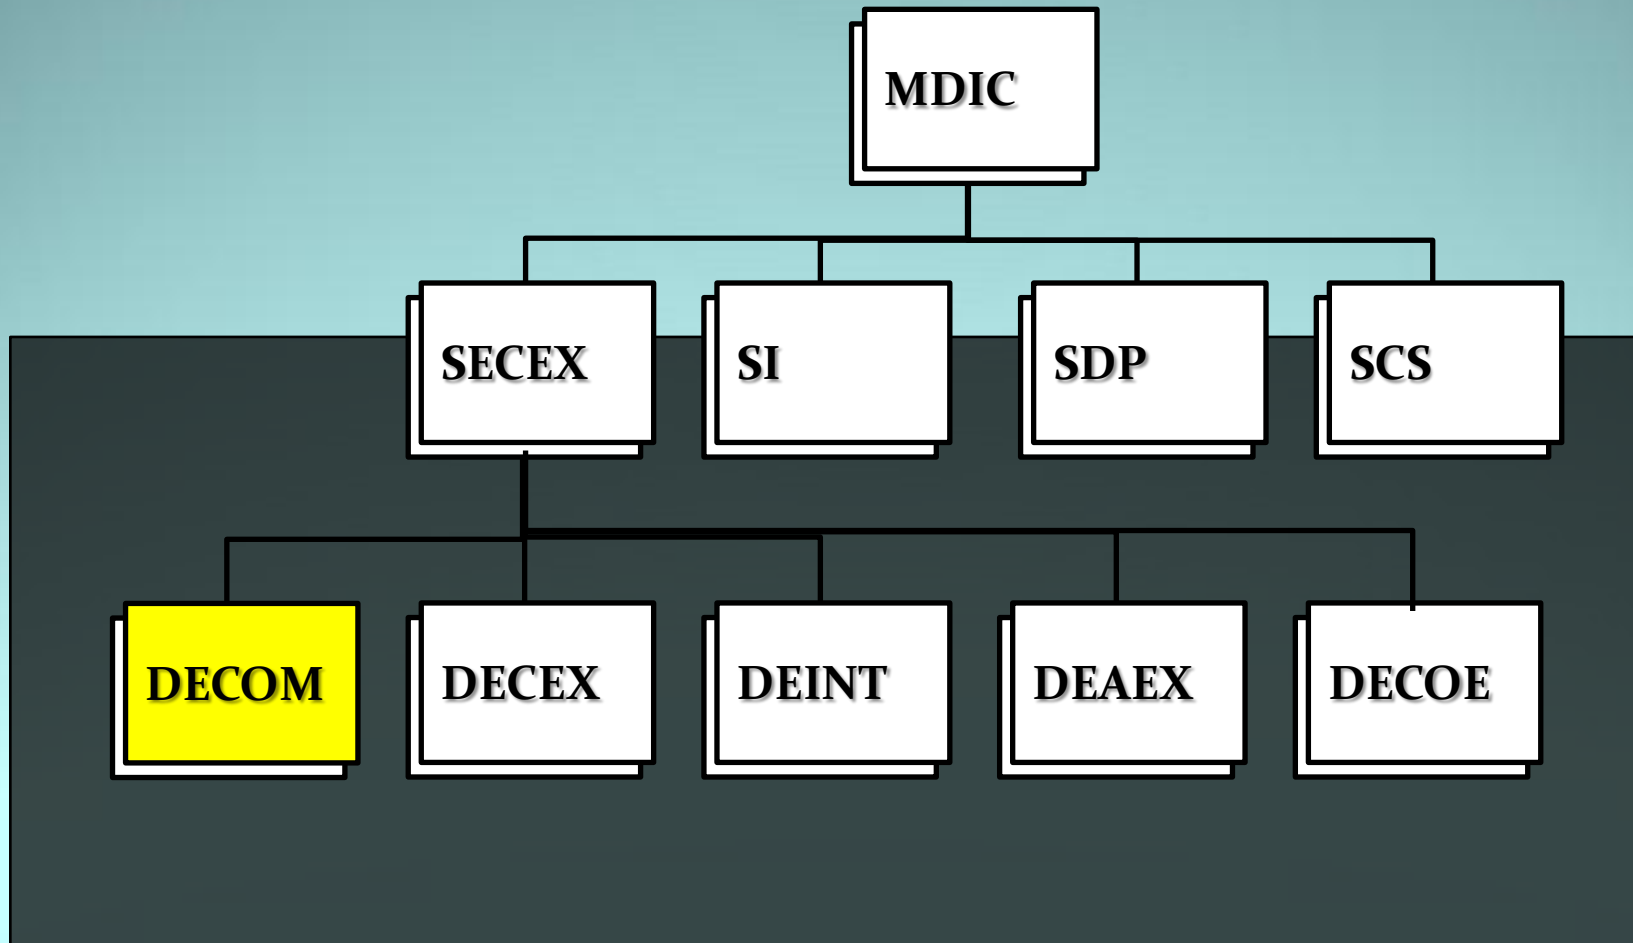 MDIC
SECEX
SI
SDP
SCS
DECOM
DECEX
DEINT
DEAEX
DECOE